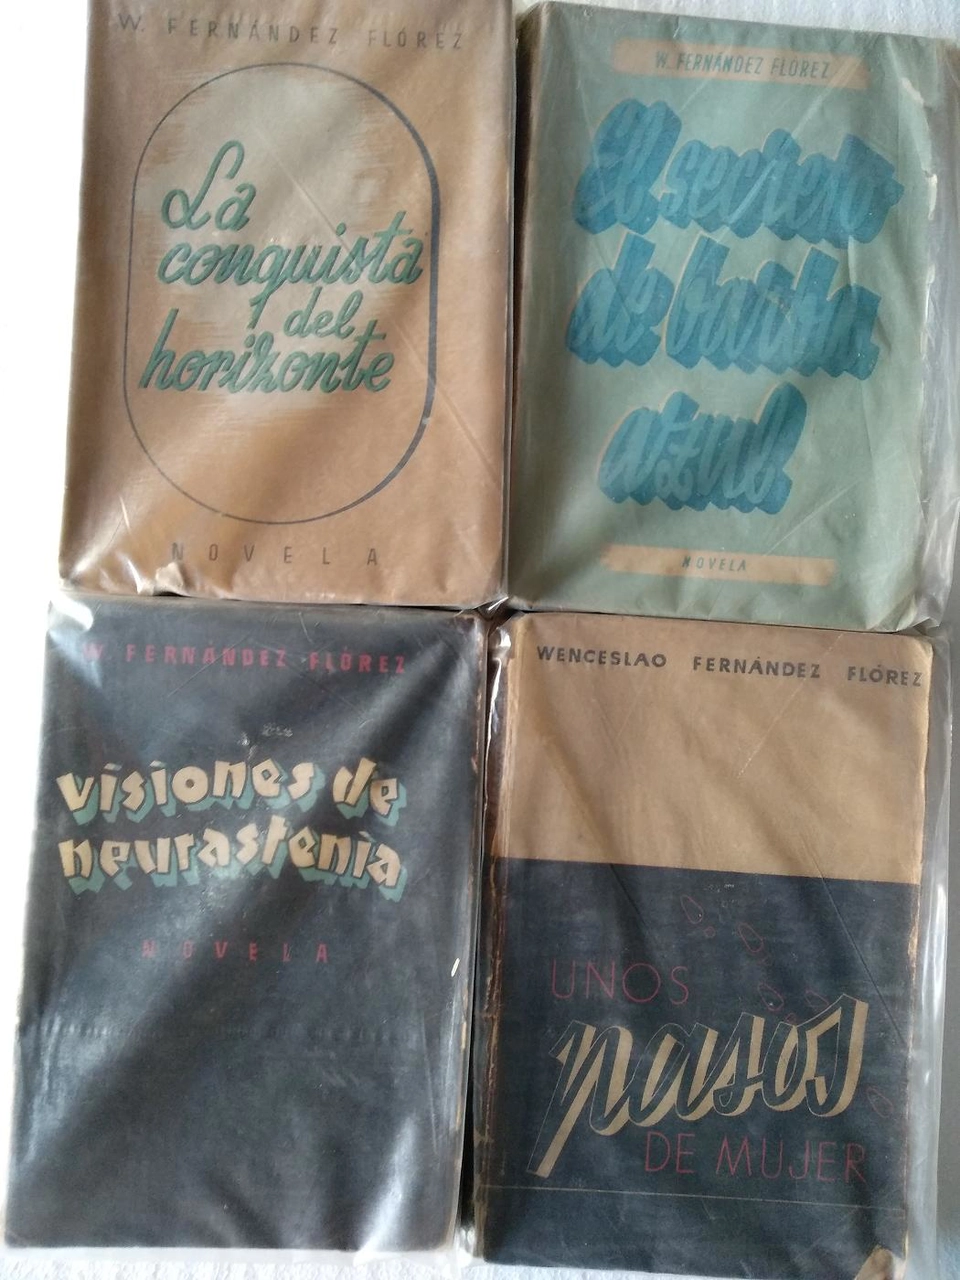 W. FERNÁNDEZ FLÓREZ
La
conquista
del
horizonte
NOVELA
W. FERNÁNDEZ FLÓREZ
El secreto
de barba
azul
NOVELA
W. FERNÁNDEZ FLÓREZ
visiones de
neurastenia
NOVELA
WENCESLAO FERNÁNDEZ FLÓREZ
UNOS
pasos
DE MUJER